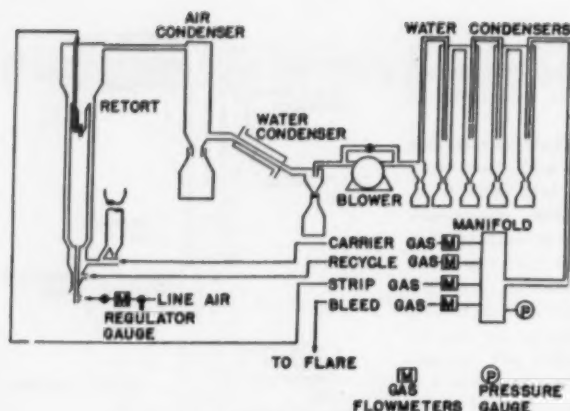 AIR
CONDENSER
WATER CONDENSERS
RETORT
WATER
CONDENSER
BLOWER
MANIFOLD
CARRIER GAS M
RECYCLE GAS M
STRIP GAS M
BLEED GAS M
M LINE AIR
REGULATOR
GAUGE
P
TO FLARE
M
GAS
FLOWMETERS
P
PRESSURE
GAUGE